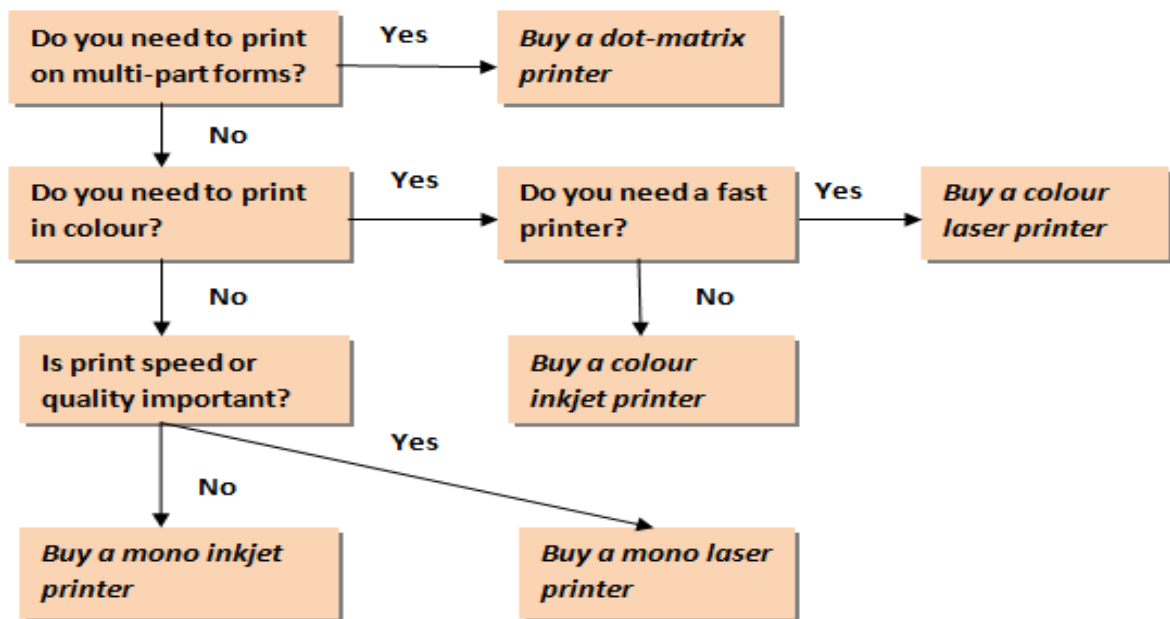 Do you need to print
on multi-part forms?
Yes
Buy a dot-matrix
printer
No
Do you need to print
in colour?
Yes
Do you need a fast
printer?
Yes
Buy a colour
laser printer
No
No
Is print speed or
quality important?
Buy a colour
inkjet printer
Yes
No
Buy a mono inkjet
printer
Buy a mono laser
printer